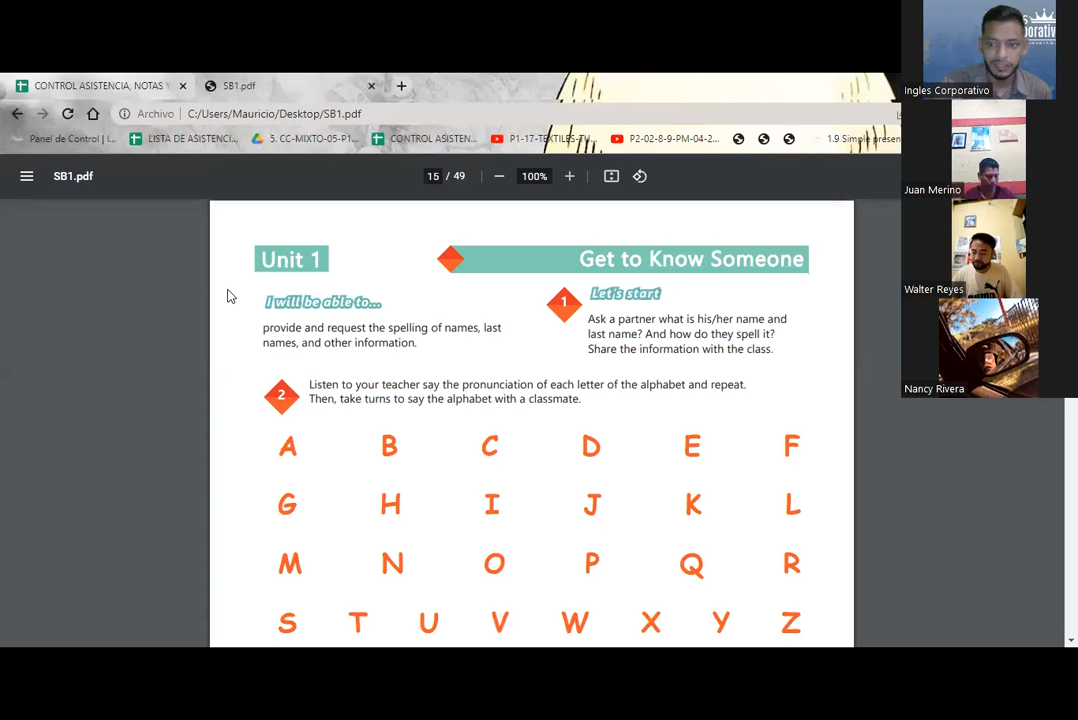 CONTROL ASISTENCIA, NOTAS Y
SB1.pdf
Archivo
C:/Users/Mauricio/Desktop/SB1.pdf
Panel de Control | I...
LISTA DE ASISTENCI...
5. CC-MIXTO-05-P1...
CONTROL ASISTEN...
P1-17-TEXTILES-TU...
P2-02-8-9-PM-04-2...
1.9 Simple presen
SB1.pdf
15 / 49
100%
Unit 1
Get to Know Someone
I will be able to...
provide and request the spelling of names, last
names, and other information.
1
Let's start
Ask a partner what is his/her name and
last name? And how do they spell it?
Share the information with the class.
2
Listen to your teacher say the pronunciation of each letter of the alphabet and repeat.
Then, take turns to say the alphabet with a classmate.
A B C D E F
G H I J K L
M N O P Q R
S T U V W X Y Z
Ingles Corporativo
Juan Merino
Walter Reyes
Nancy Rivera